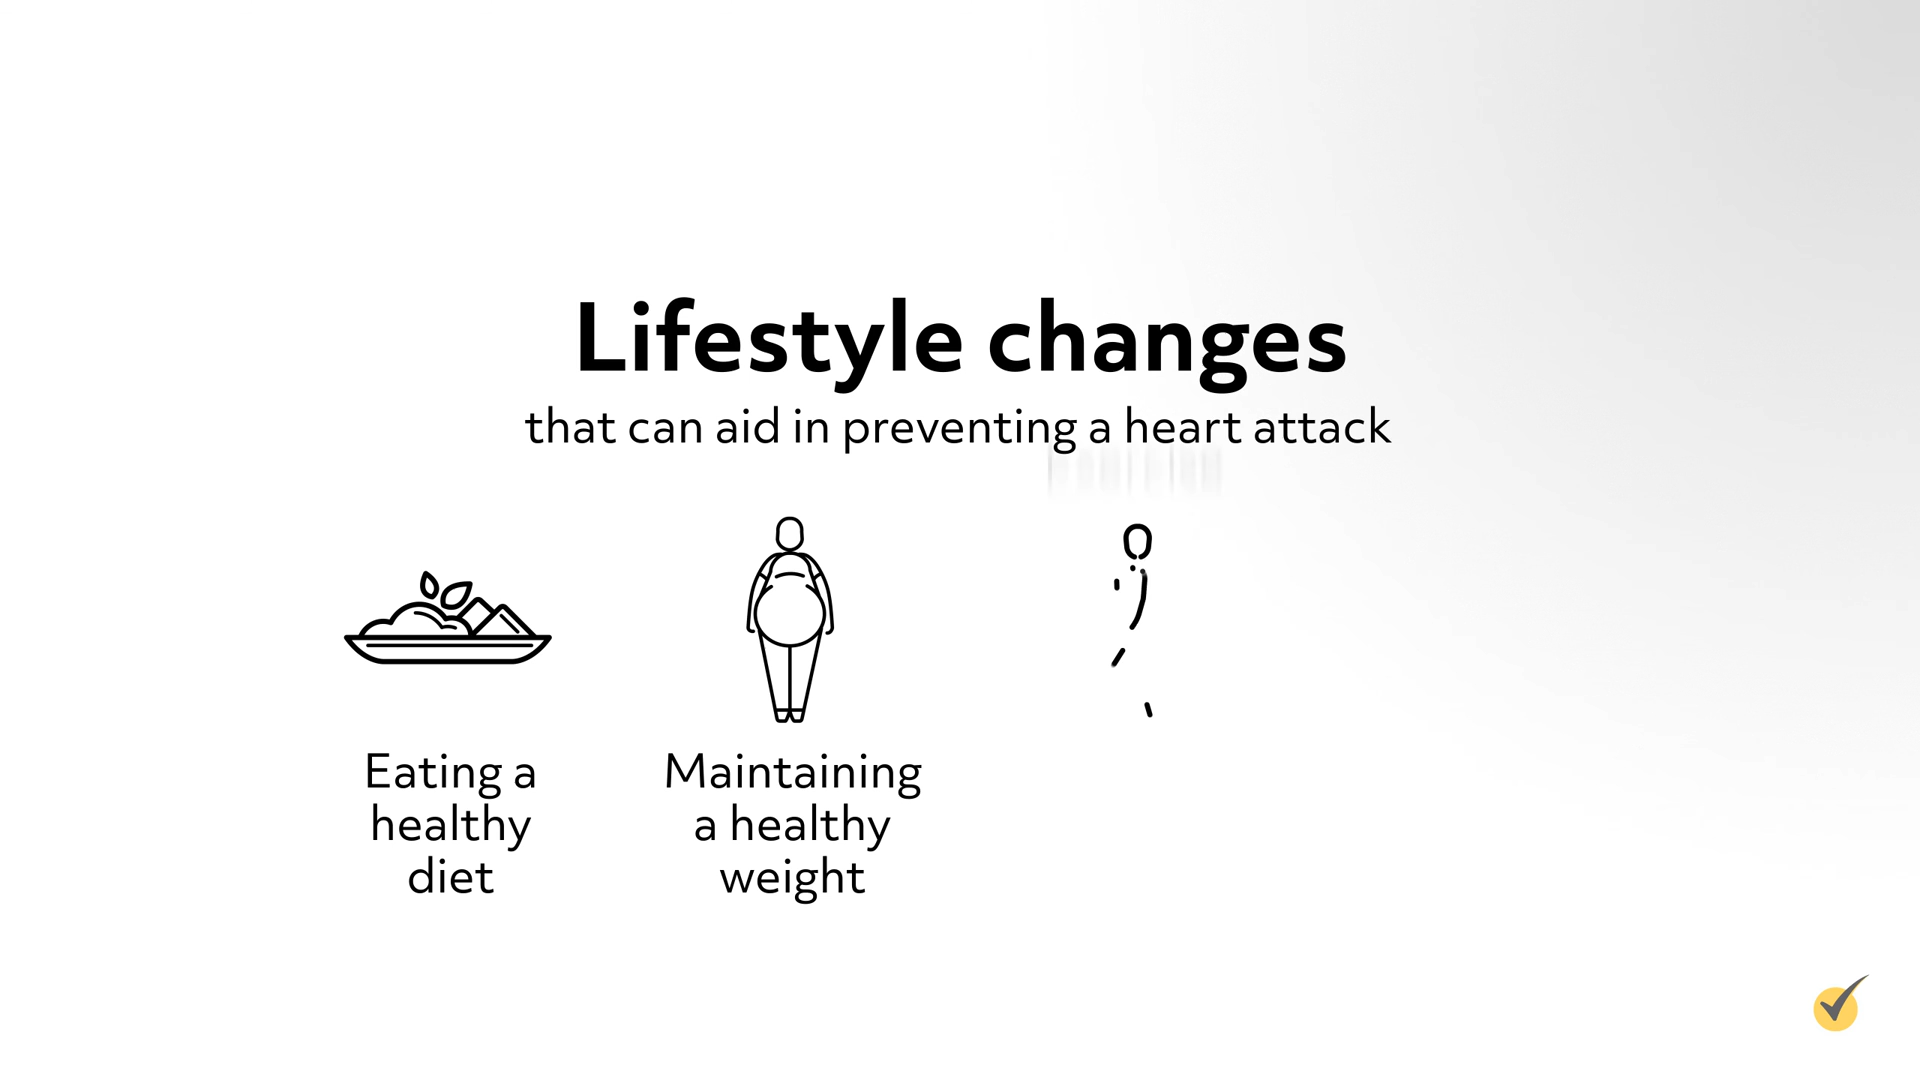 Lifestyle changes
that can aid in preventing a heart attack
Eating a
healthy
diet
Maintaining
a healthy
weight